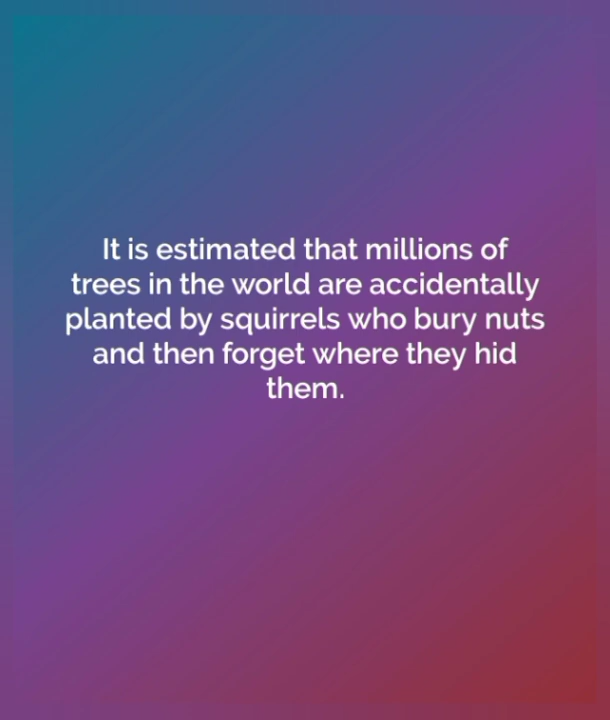 It is estimated that millions of
trees in the world are accidentally
planted by squirrels who bury nuts
and then forget where they hid
them.